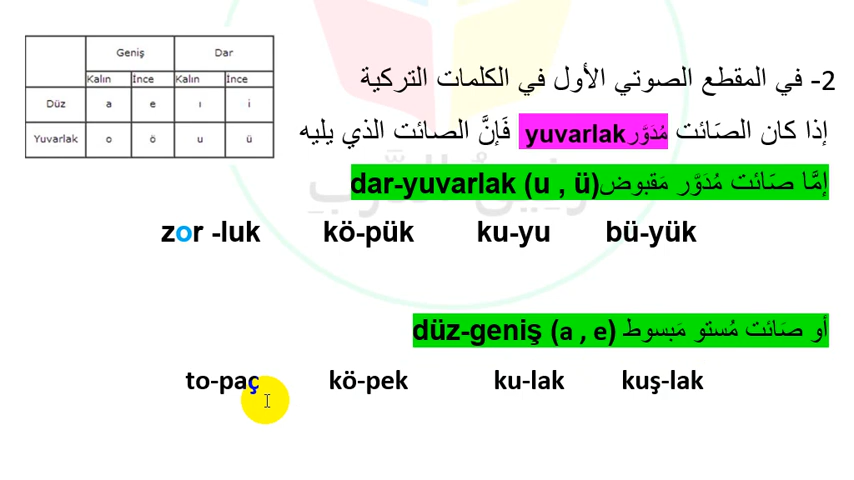 Geniş Dar
Kalın İnce Kalın İnce
Düz a e ı i
Yuvarlak o ö u ü
2- في المقطع الصوتي الأول في الكلمات التركية
إذا كان الصَائت مُدَوَّر yuvarlak فَإنَّ الصائت الذي يليه
إمَّا صَائت مُدَوَّر مَقبوض dar-yuvarlak (u , ü)
zor -luk kö-pük ku-yu bü-yük
أو صَائت مُستو مَبسوط düz-geniş (a , e)
to-paç kö-pek ku-lak kuş-lak